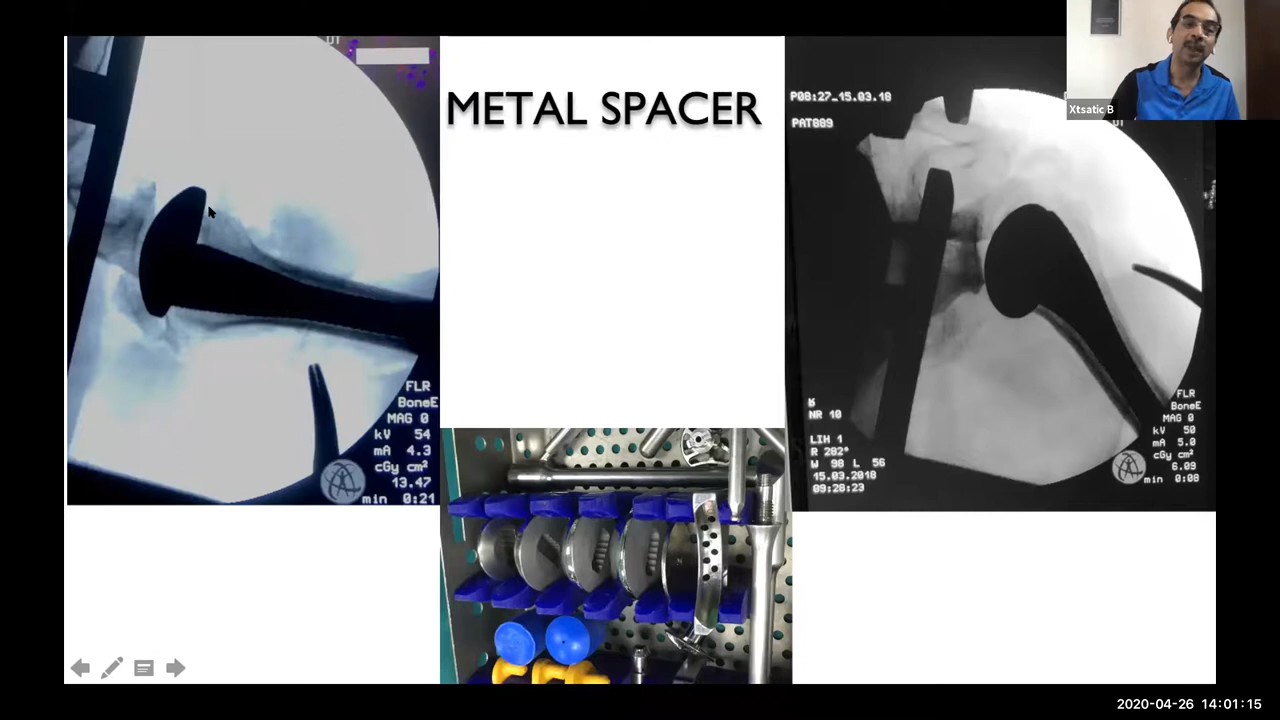 METAL SPACER
Xtsatic B
FLR
BoneE
MAG 0
kV 54
mA 4.3
cGy cm²
13.47
min 0:21
P08:27_15.03.18
PAT889
R
NR 10
LIH 1
R 282°
W 98 L 56
15.03.2018
09:28:23
FLR
BoneE
MAG 0
kV 50
mA 5.0
cGy cm²
6.09
min 0:08
2020-04-26 14:01:15